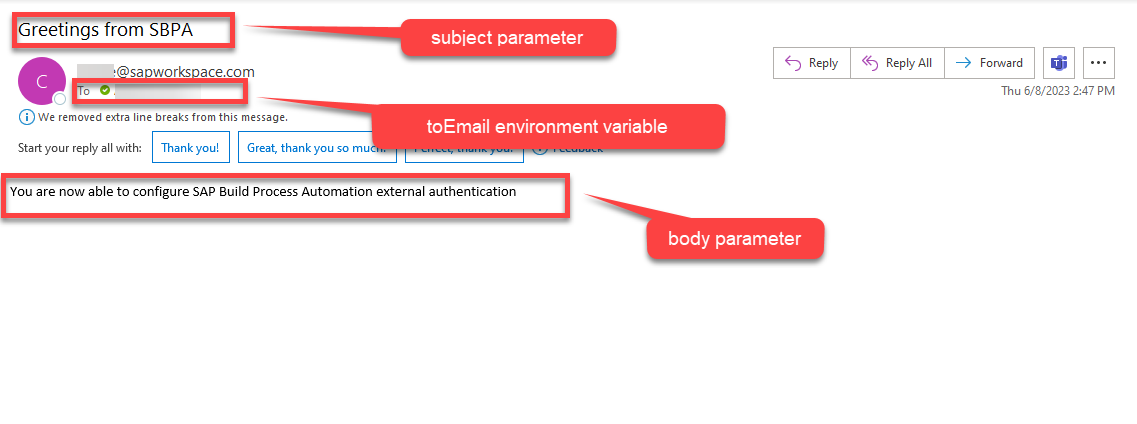 Greetings from SBPA
subject parameter
C
e@sapworkspace.com
To
Reply
Reply All
Forward
Thu 6/8/2023 2:47 PM
We removed extra line breaks from this message.
toEmail environment variable
Start your reply all with:
Thank you!
Great, thank you so much!
Perfect, thank you!
Feedback
You are now able to configure SAP Build Process Automation external authentication
body parameter